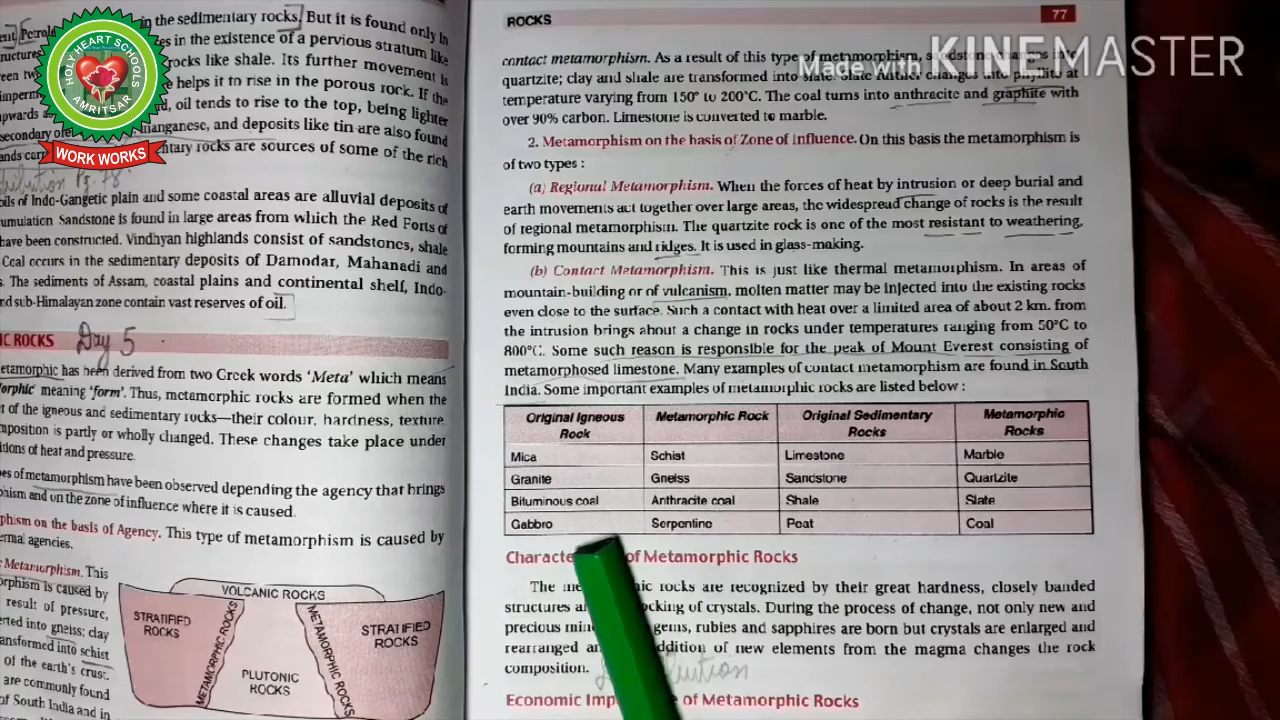 in the sedimentary rocks. But it is found only in
es in the existence of a pervious stratum like
rocks like shale. Its further movement is
helps it to rise in the porous rock. If the
oil tends to rise to the top, being lighter
manganese, and deposits like tin are also found
rocks are sources of some of the rich
HOLY HEART SCHOOLS
AMRITSAR
WORK WORKS
oils of Indo-Gangetic plain and some coastal areas are alluvial deposits of
umulation Sandstone is found in large areas from which the Red Forts of
have been constructed. Vindhyan highlands consist of sandstones, shale
Coal occurs in the sedimentary deposits of Damodar, Mahanadi and
s. The sediments of Assam, coastal plains and continental shelf, Indo-
rd sub-Himalayan zone contain vast reserves of oil.
IC ROCKS Day 5
etamorphic has been derived from two Greek words ‘Meta’ which means
orphic’ meaning ‘form’. Thus, metamorphic rocks are formed when the
of the igneous and sedimentary rocks—their colour, hardness, texture
mposition is partly or wholly changed. These changes take place under
itions of heat and pressure.
es of metamorphism have been observed depending the agency that brings
phism and on the zone of influence where it is caused.
phism on the basis of Agency. This type of metamorphism is caused by
ermal agencies.
Metamorphism. This
orphism is caused by
result of pressure,
erted into gneiss; clay
ansformed into schist
of the earth's crust.
are commonly found
of South India and in
VOLCANIC ROCKS
STRATIFIED
ROCKS
METAMORPHIC ROCKS
PLUTONIC
ROCKS
METAMORPHIC ROCKS
STRATIFIED
ROCKS
ROCKS 77
Made with KINEMASTER
contact metamorphism. As a result of this type of metamorphism, sandstone
quartzite; clay and shale are transformed into slate changes into phyllite at
temperature varying from 150° to 200°C. The coal turns into anthracite and graphite with
over 90% carbon. Limestone is converted to marble.
2. Metamorphism on the basis of Zone of Influence. On this basis the metamorphism is
of two types :
(a) Regional Metamorphism. When the forces of heat by intrusion or deep burial and
earth movements act together over large areas, the widespread change of rocks is the result
of regional metamorphism. The quartzite rock is one of the most resistant to weathering,
forming mountains and ridges. It is used in glass-making.
(b) Contact Metamorphism. This is just like thermal metamorphism. In areas of
mountain-building or of vulcanism, molten matter may be injected into the existing rocks
even close to the surface. Such a contact with heat over a limited area of about 2 km. from
the intrusion brings about a change in rocks under temperatures ranging from 50°C to
800°C. Some such reason is responsible for the peak of Mount Everest consisting of
metamorphosed limestone. Many examples of contact metamorphism are found in South
India. Some important examples of metamorphic rocks are listed below :
Original Igneous Rock Metamorphic Rock Original Sedimentary Rocks Metamorphic Rocks
Mica Schist Limestone Marble
Granite Gneiss Sandstone Quartzite
Bituminous coal Anthracite coal Shale Slate
Gabbro Serpentine Peat Coal
Characte of Metamorphic Rocks
The me ic rocks are recognized by their great hardness, closely banded
structures a ocking of crystals. During the process of change, not only new and
precious min gems, rubies and sapphires are born but crystals are enlarged and
rearranged an ddition of new elements from the magma changes the rock
composition.
Economic Imp e of Metamorphic Rocks